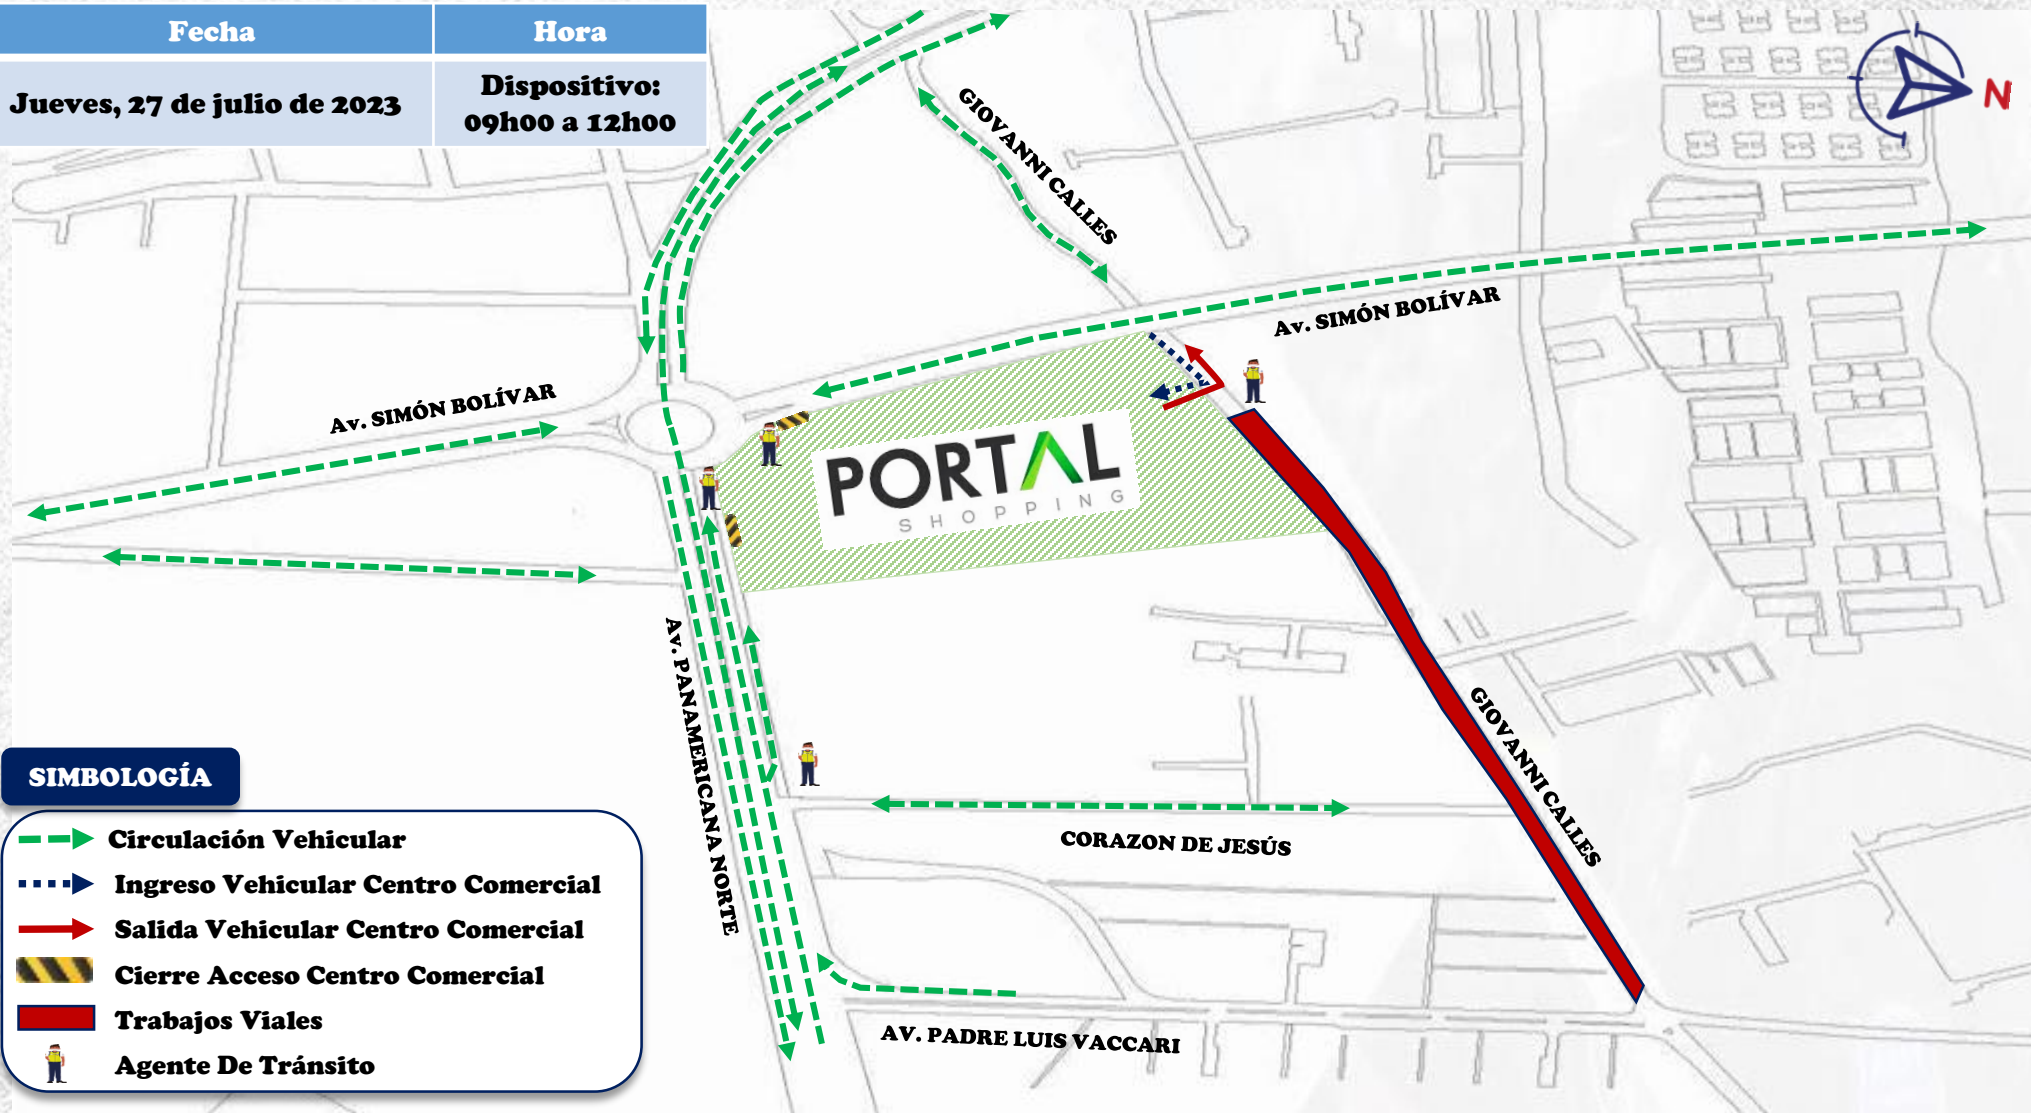 Fecha
Hora
Jueves, 27 de julio de 2023
Dispositivo:
09h00 a 12h00
N
GIOVANNI CALLES
Av. SIMÓN BOLÍVAR
Av. SIMÓN BOLÍVAR
PORTAL
SHOPPING
Av. PANAMERICANA NORTE
GIOVANNI CALLES
CORAZON DE JESÚS
AV. PADRE LUIS VACCARI
SIMBOLOGÍA
Circulación Vehicular
Ingreso Vehicular Centro Comercial
Salida Vehicular Centro Comercial
Cierre Acceso Centro Comercial
Trabajos Viales
Agente De Tránsito